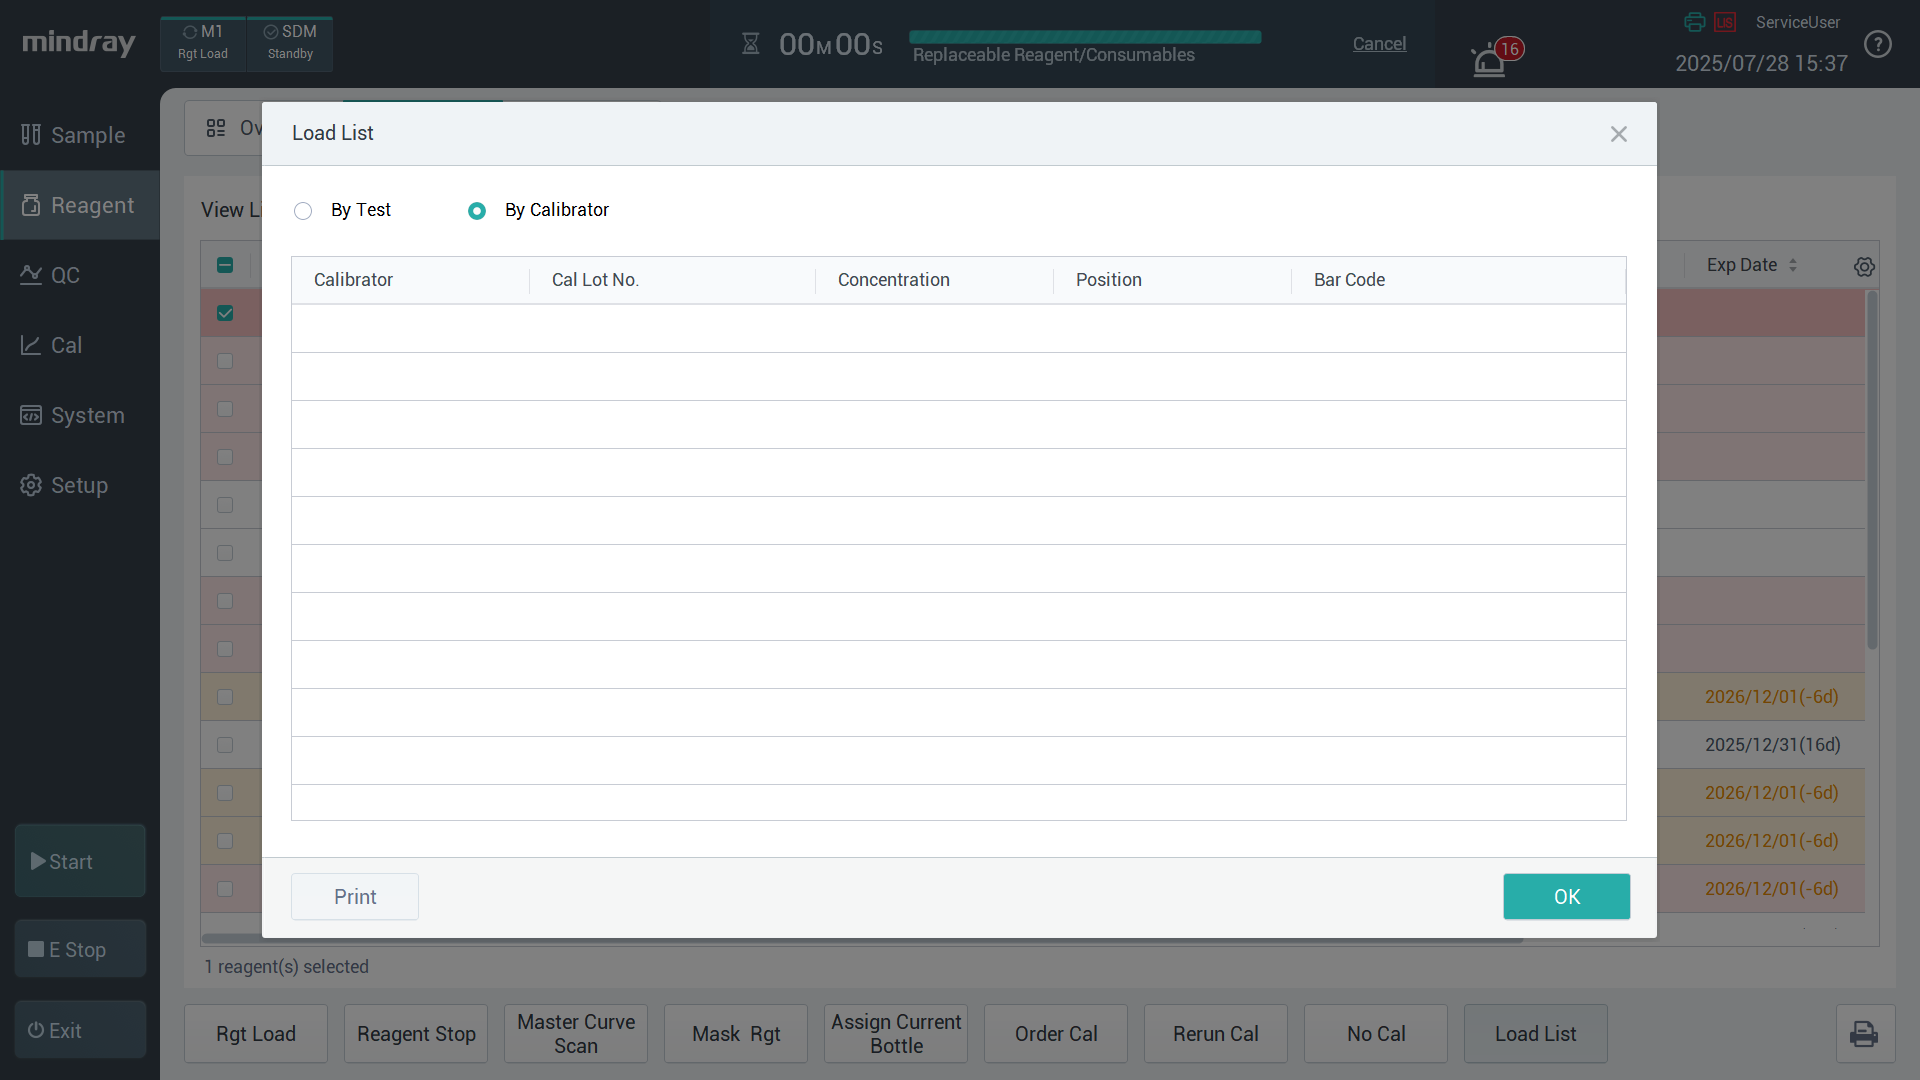 mindray
M1
Rgt Load
SDM
Standby
00M00S
Replaceable Reagent/Consumables
Cancel
16
LIS
ServiceUser
2025/07/28 15:37
?
Sample
Reagent
QC
Cal
System
Setup
Start
E Stop
Exit
Load List
By Test
By Calibrator
Calibrator
Cal Lot No.
Concentration
Position
Bar Code
Print
OK
Exp Date
2026/12/01(-6d)
2025/12/31(16d)
2026/12/01(-6d)
2026/12/01(-6d)
2026/12/01(-6d)
1 reagent(s) selected
Rgt Load
Reagent Stop
Master Curve
Scan
Mask Rgt
Assign Current
Bottle
Order Cal
Rerun Cal
No Cal
Load List